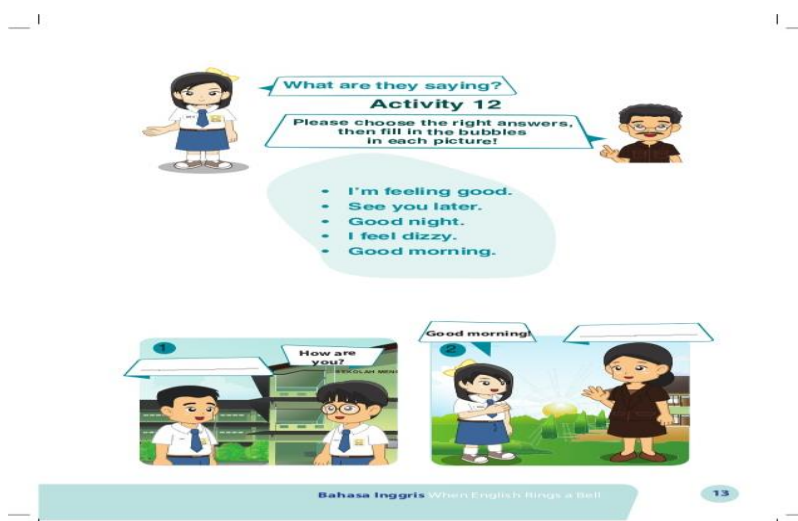 What are they saying?
Activity 12
Please choose the right answers,
then fill in the bubbles
in each picture!
• I'm feeling good.
• See you later.
• Good night.
• I feel dizzy.
• Good morning.
1
How are
you?
SEKOLAH MENE
Good morning!
2
Bahasa Inggris When English Rings a Bell
13